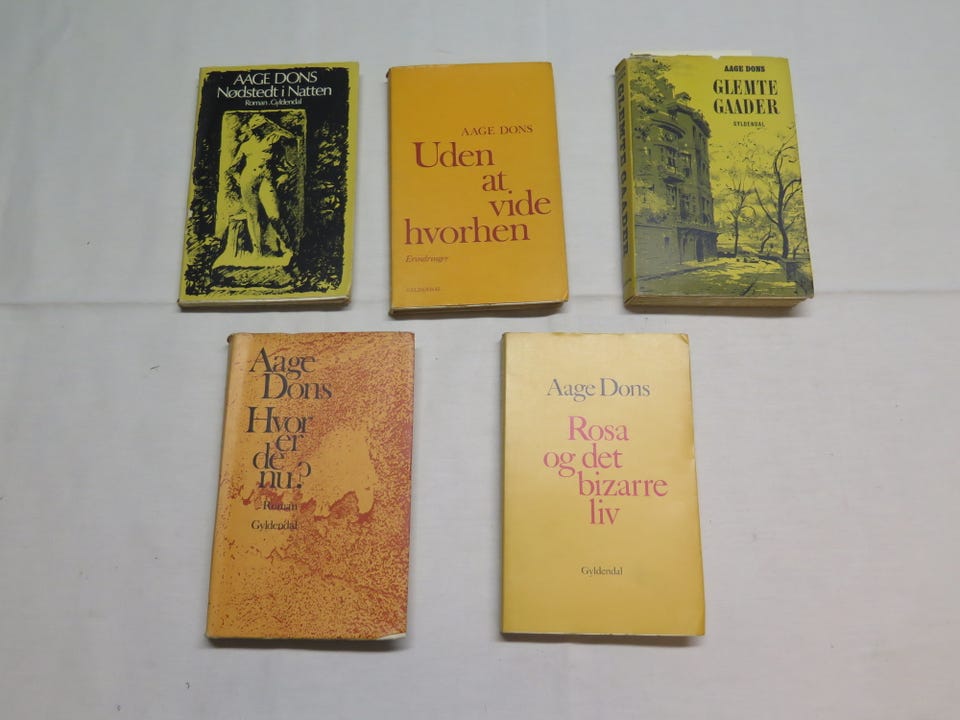 AAGE DONS
Nødstedt i Natten
Roman. Gyldendal
AAGE DONS
Uden
at
vide
hvorhen
Erindringer
GYLDENDAL
GLEMTE GAADER
AAGE DONS
GLEMTE
GAADER
GYLDENDAL
Aage
Dons
Hvor
er
de
nu?
Roman
Gyldendal
Aage Dons
Rosa
og det
bizarre
liv
Gyldendal